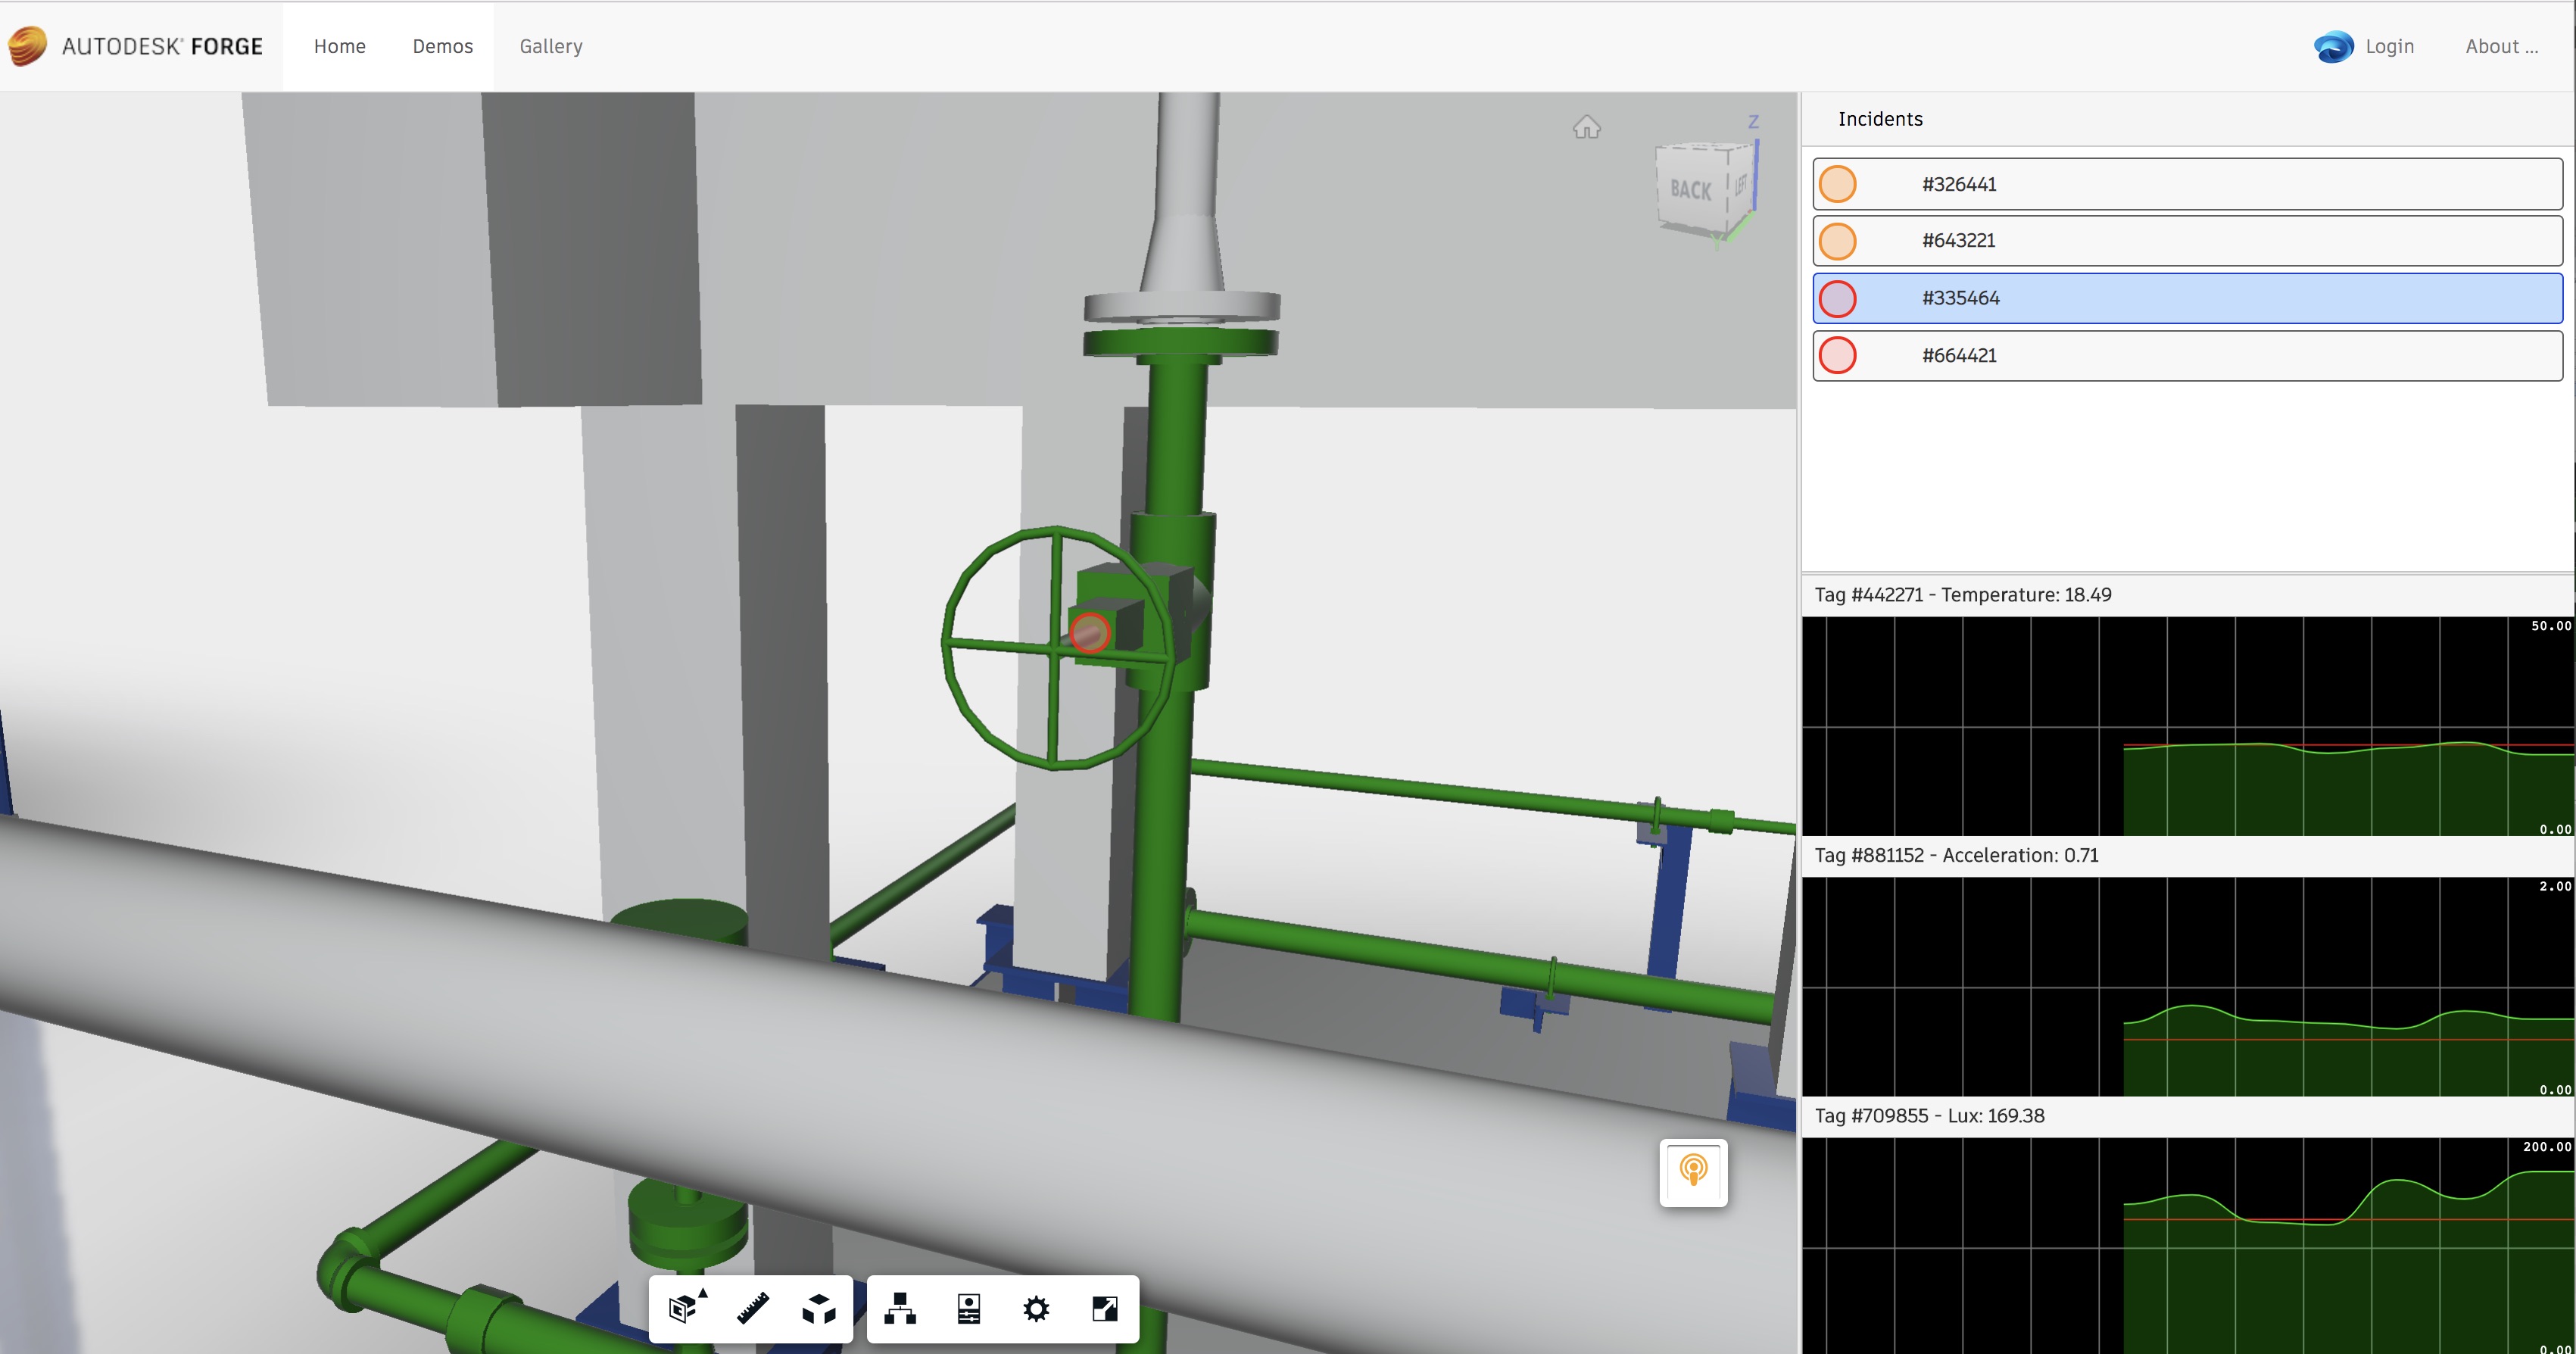 AUTODESK® FORGE
Home
Demos
Gallery
Login
About ...
Z
BACK
LEFT
Y
Incidents
#326441
#643221
#335464
#664421
Tag #442271 - Temperature: 18.49
50.00
0.00
Tag #881152 - Acceleration: 0.71
2.00
0.00
Tag #709855 - Lux: 169.38
200.00
0.00